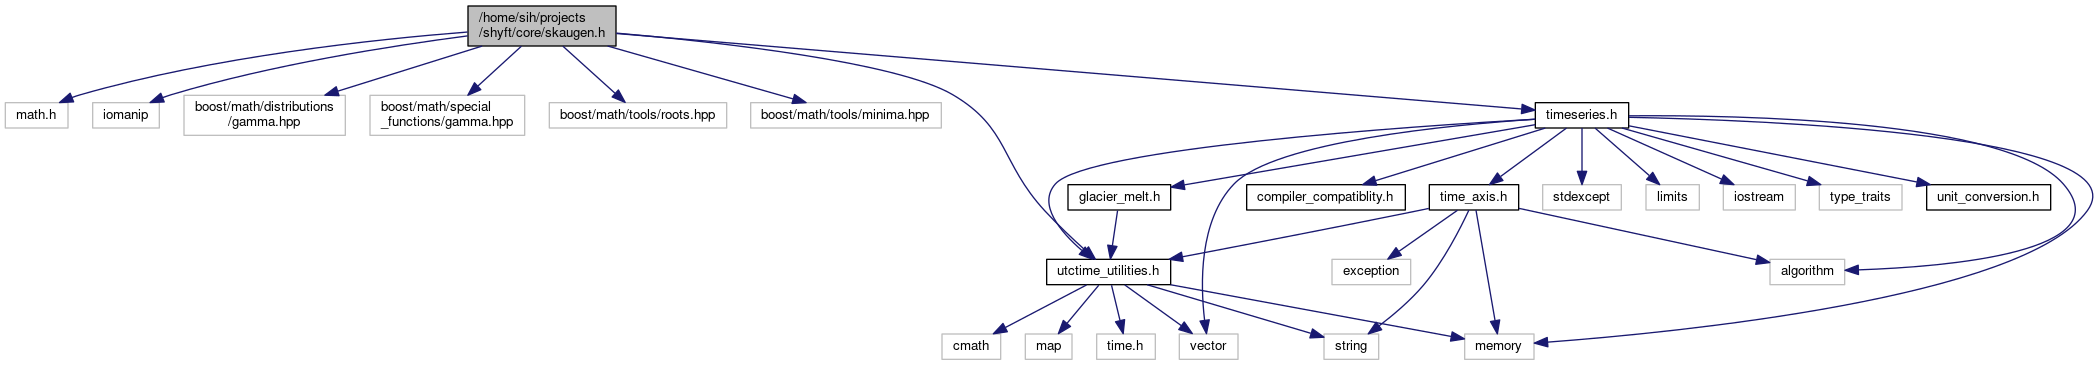 /home/sih/projects
/shyft/core/skaugen.h
math.h
iomanip
boost/math/distributions
/gamma.hpp
boost/math/special
_functions/gamma.hpp
boost/math/tools/roots.hpp
boost/math/tools/minima.hpp
timeseries.h
glacier_melt.h
compiler_compatiblity.h
time_axis.h
stdexcept
limits
iostream
type_traits
unit_conversion.h
utctime_utilities.h
exception
algorithm
cmath
map
time.h
vector
string
memory